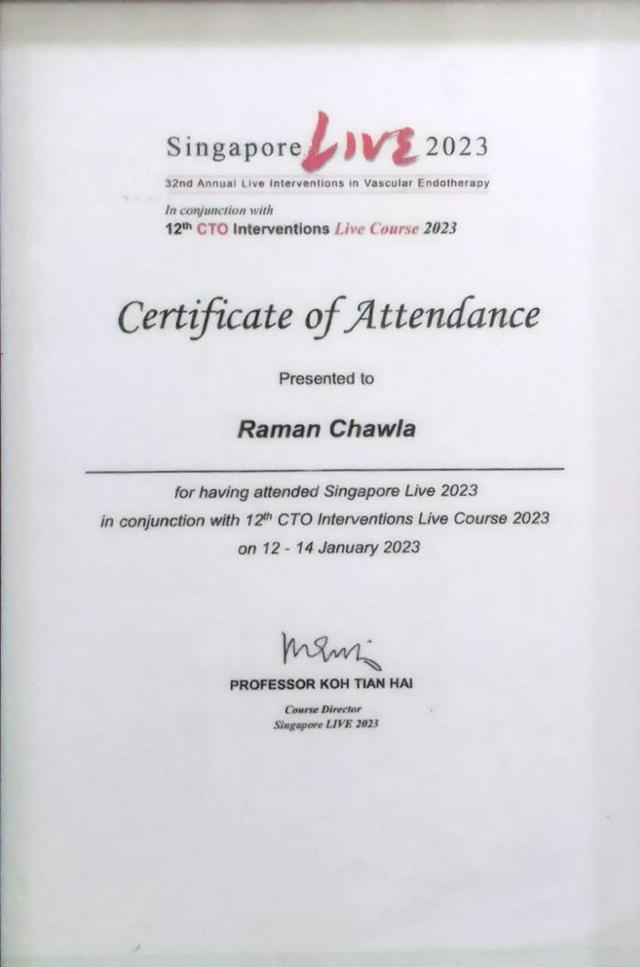 Singapore LIVE 2023
32nd Annual Live Interventions in Vascular Endotherapy
In conjunction with
12th CTO Interventions Live Course 2023
Certificate of Attendance
Presented to
Raman Chawla
for having attended Singapore Live 2023
in conjunction with 12th CTO Interventions Live Course 2023
on 12 - 14 January 2023
PROFESSOR KOH TIAN HAI
Course Director
Singapore LIVE 2023